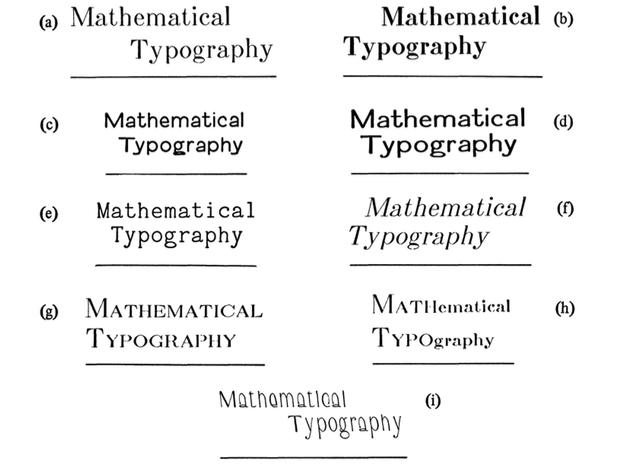 (a) Mathematical
Typography
Mathematical (b)
Typography
(c) Mathematical
Typography
Mathematical (d)
Typography
(e) Mathematical
Typography
Mathematical (f)
Typography
(g) MATHEMATICAL
TYPOGRAPHY
MATHematical (h)
TYPOgraphy
Mathematical (i)
Typography